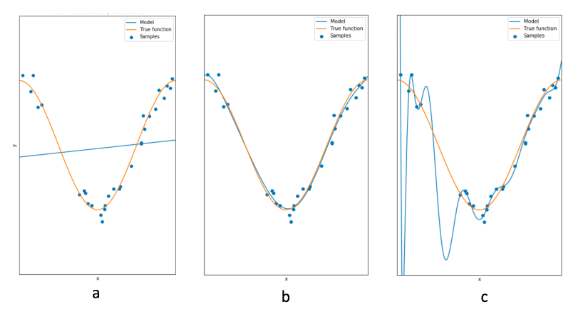 Model
True function
Samples
y
x
a
Model
True function
Samples
x
b
Model
True function
Samples
x
c